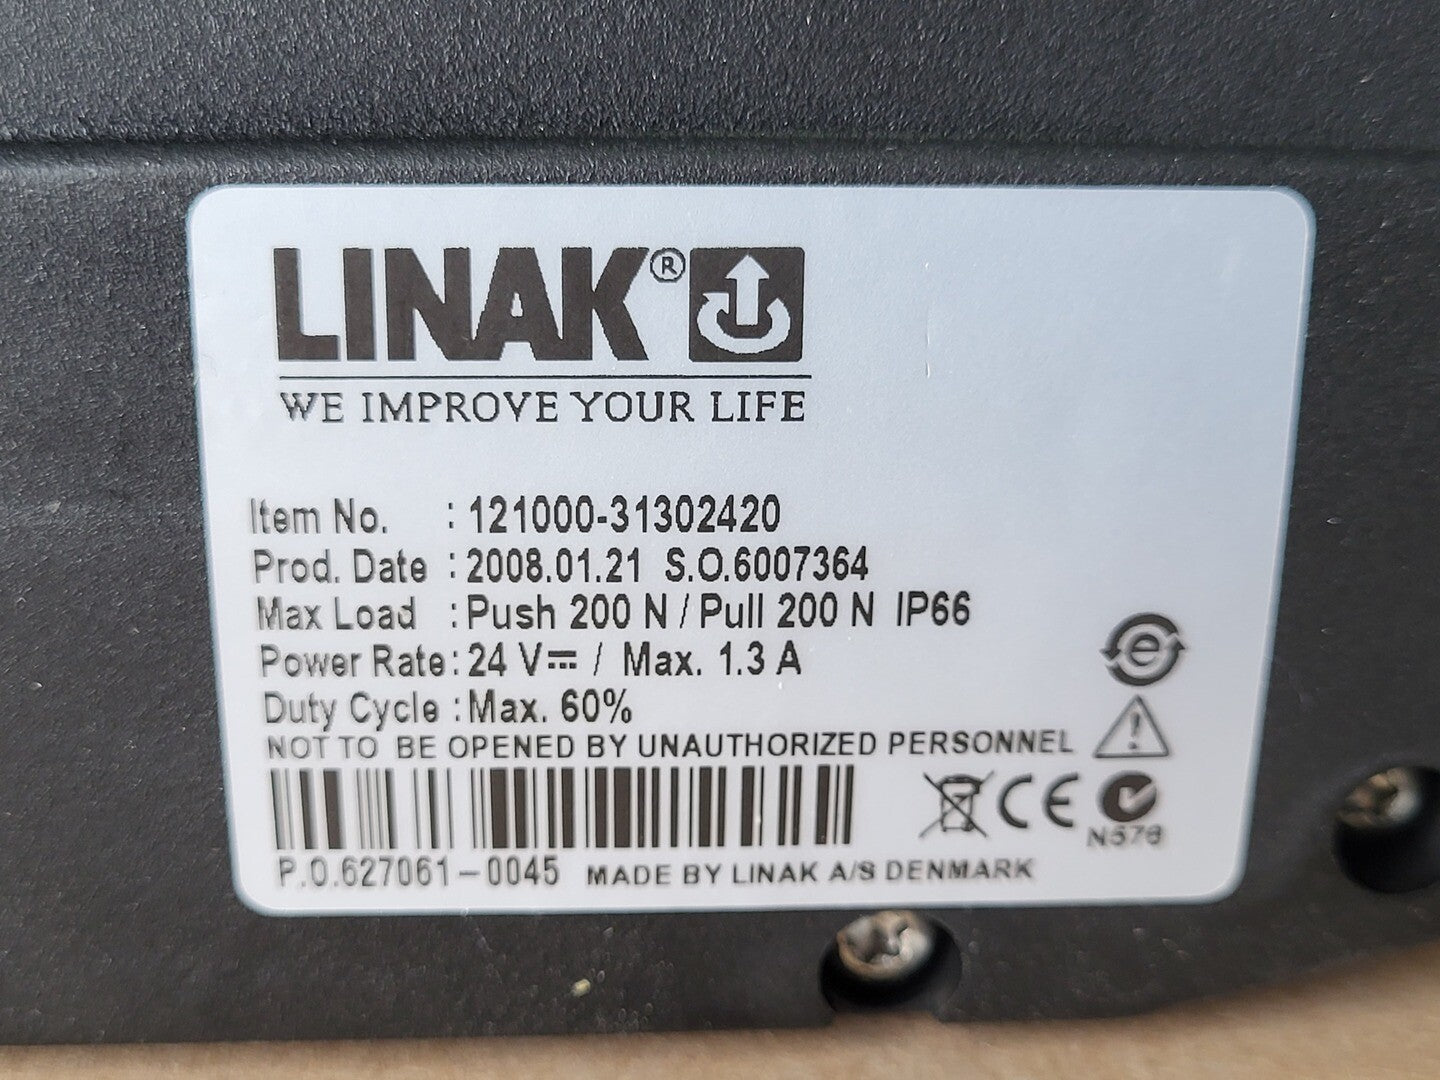 LINAK®
WE IMPROVE YOUR LIFE
Item No. : 121000-31302420
Prod. Date : 2008.01.21 S.O.6007364
Max Load : Push 200 N / Pull 200 N IP66
Power Rate : 24 V⎓ / Max. 1.3 A
Duty Cycle : Max. 60%
NOT TO BE OPENED BY UNAUTHORIZED PERSONNEL
e
CE
N576
P.O.627061-0045 MADE BY LINAK A/S DENMARK